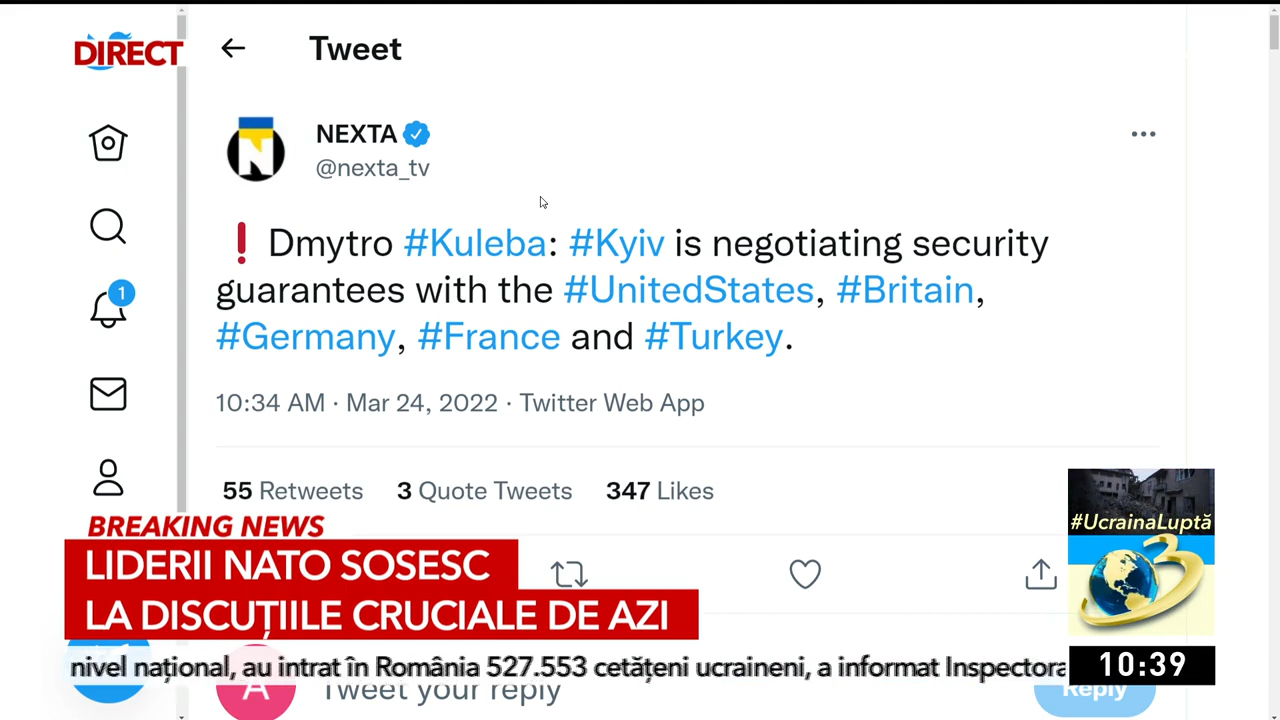 DIRECT
Tweet
NEXTA
@nexta_tv
❗ Dmytro #Kuleba: #Kyiv is negotiating security
guarantees with the #UnitedStates, #Britain,
#Germany, #France and #Turkey.
10:34 AM · Mar 24, 2022 · Twitter Web App
1
55 Retweets 3 Quote Tweets 347 Likes
#UcrainaLuptă
3
BREAKING NEWS
LIDERII NATO SOSESC
LA DISCUȚIILE CRUCIALE DE AZI
nivel național, au intrat în România 527.553 cetățeni ucraineni, a informat Inspectora
10:39
A
Tweet your reply
Reply